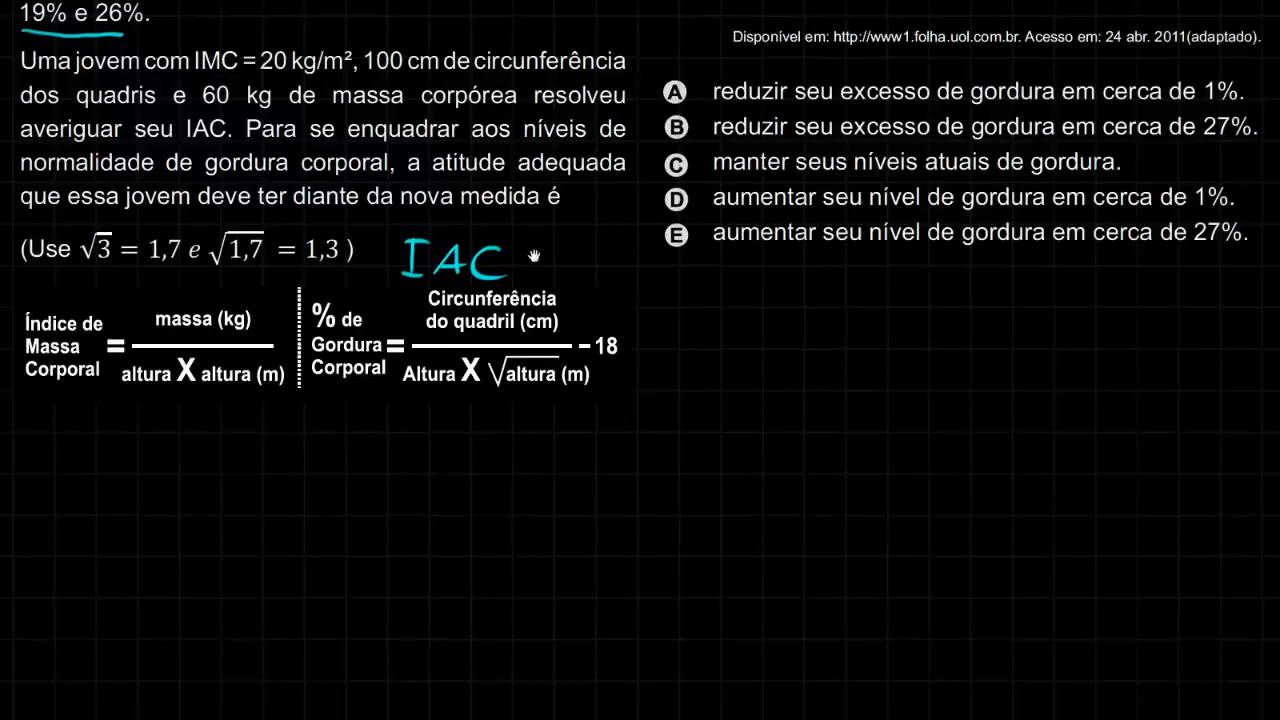 19% e 26%.
Uma jovem com IMC = 20 kg/m², 100 cm de circunferência
dos quadris e 60 kg de massa corpórea resolveu
averiguar seu IAC. Para se enquadrar aos níveis de
normalidade de gordura corporal, a atitude adequada
que essa jovem deve ter diante da nova medida é
(Use √3 = 1,7 e √1,7 = 1,3 )
IAC
Índice de Massa Corporal = massa (kg) / altura X altura (m)
% de Gordura Corporal = Circunferência do quadril (cm) / Altura X √altura (m) – 18
Disponível em: http://www1.folha.uol.com.br. Acesso em: 24 abr. 2011(adaptado).
A reduzir seu excesso de gordura em cerca de 1%.
B reduzir seu excesso de gordura em cerca de 27%.
C manter seus níveis atuais de gordura.
D aumentar seu nível de gordura em cerca de 1%.
E aumentar seu nível de gordura em cerca de 27%.